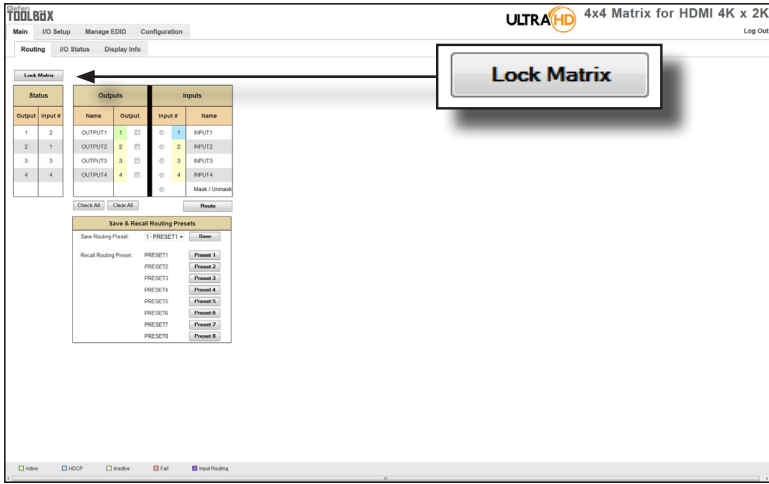 Gefen
TOOLBOX
ULTRA HD 4x4 Matrix for HDMI 4K x 2K
Main I/O Setup Manage EDID Configuration
Log Out
Routing I/O Status Display Info
Lock Matrix
Lock Matrix
Status Outputs Inputs
Output Input # Name Output Input # Name
1 2 OUTPUT1 1 1 INPUT1
2 1 OUTPUT2 2 2 INPUT2
3 3 OUTPUT3 3 3 INPUT3
4 4 OUTPUT4 4 4 INPUT4
Mask / Unmask
Check All Clear All Route
Save & Recall Routing Presets
Save Routing Preset: 1 - PRESET1 Save
Recall Routing Preset: PRESET1 Preset 1
PRESET2 Preset 2
PRESET3 Preset 3
PRESET4 Preset 4
PRESET5 Preset 5
PRESET6 Preset 6
PRESET7 Preset 7
PRESET8 Preset 8
Active HDCP Inactive Fail Input Routing